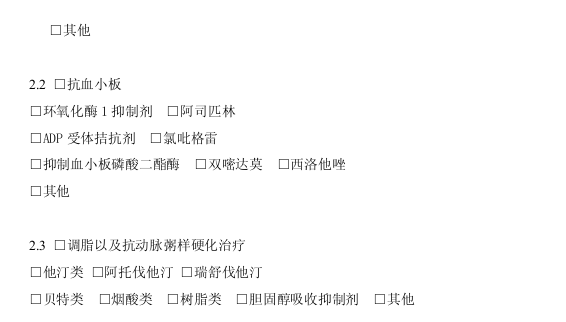 □其他
2.2 □抗血小板
□环氧化酶 1 抑制剂 □阿司匹林
□ADP 受体拮抗剂 □氯吡格雷
□抑制血小板磷酸二酯酶 □双嘧达莫 □西洛他唑
□其他
2.3 □调脂以及抗动脉粥样硬化治疗
□他汀类 □阿托伐他汀 □瑞舒伐他汀
□贝特类 □烟酸类 □树脂类 □胆固醇吸收抑制剂 □其他